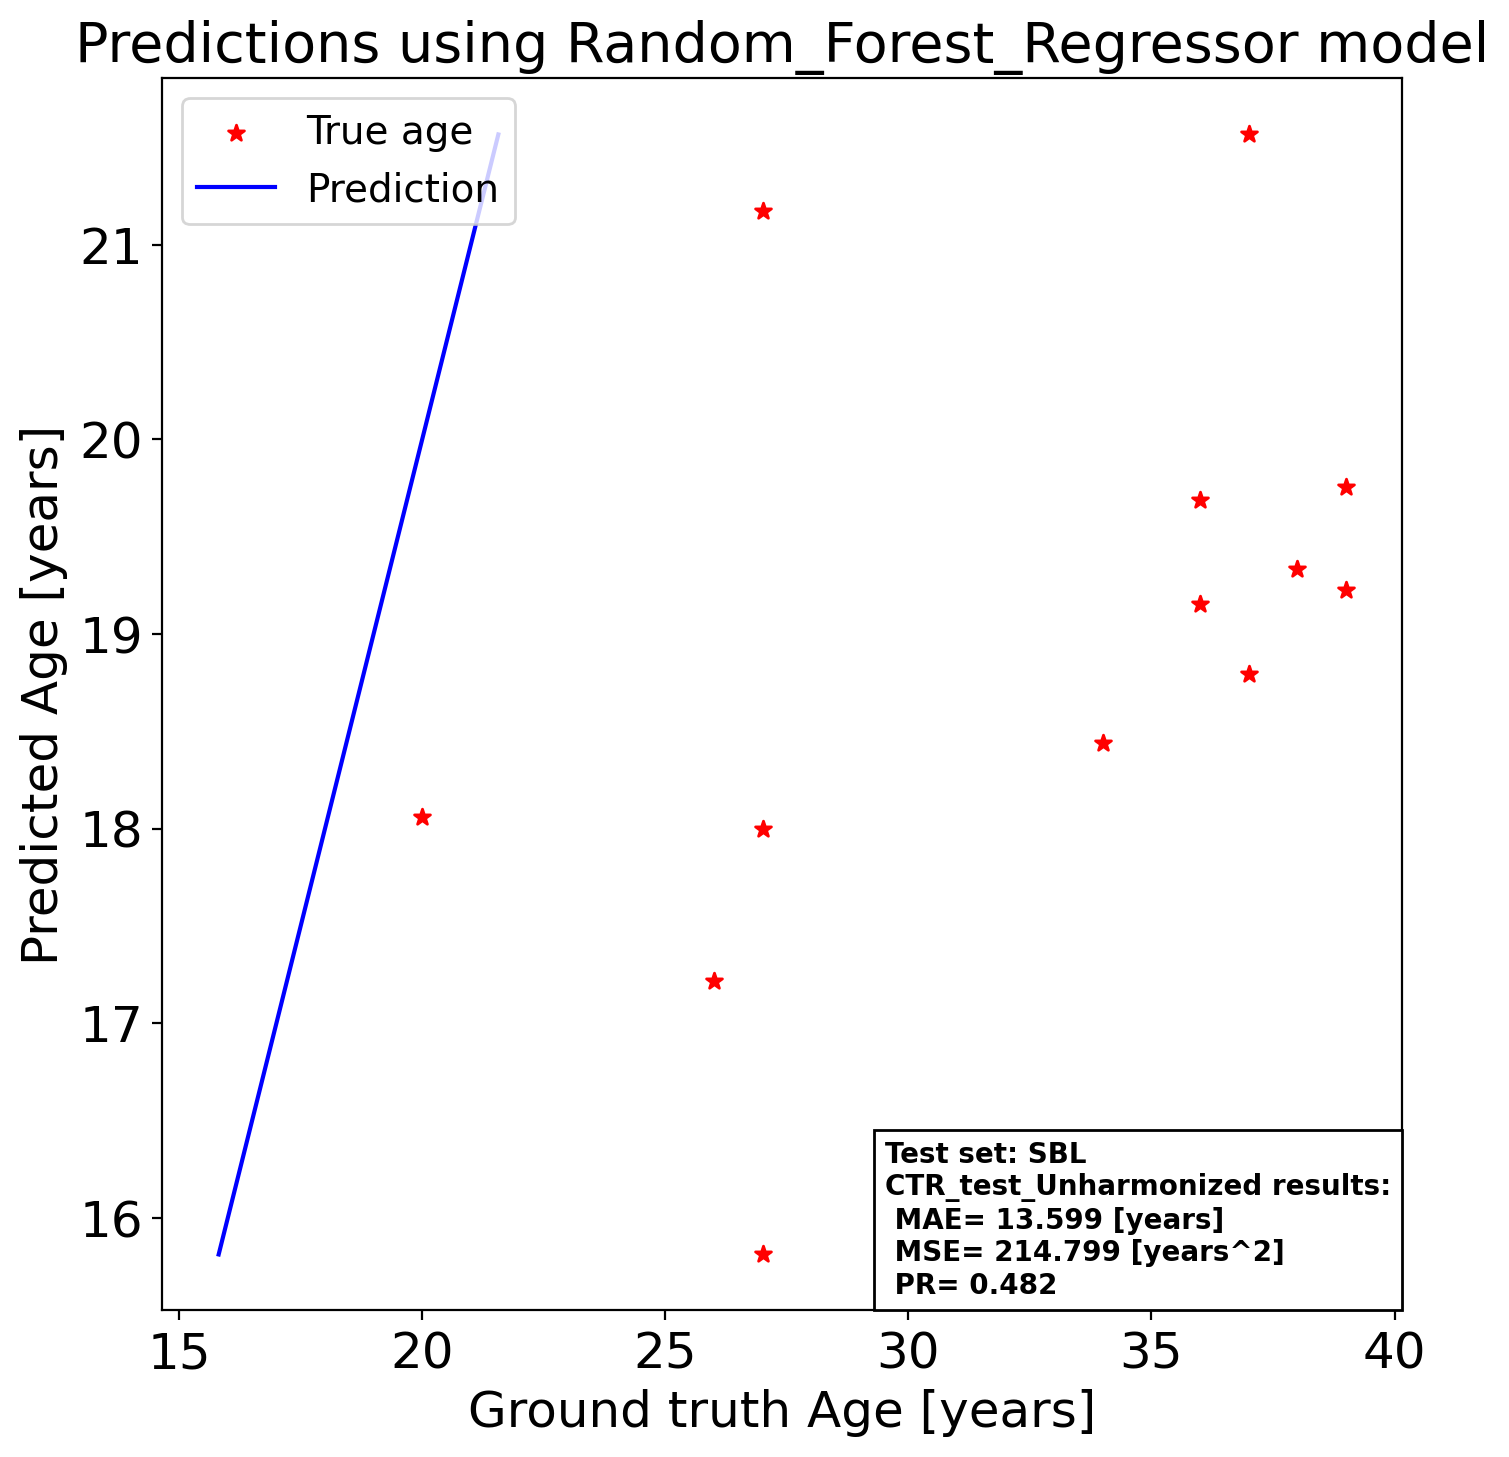 Predictions using Random_Forest_Regressor model
True age
Prediction
21
20
19
18
17
16
Predicted Age [years]
Test set: SBL
CTR_test_Unharmonized results:
MAE= 13.599 [years]
MSE= 214.799 [years^2]
PR= 0.482
15 20 25 30 35 40
Ground truth Age [years]